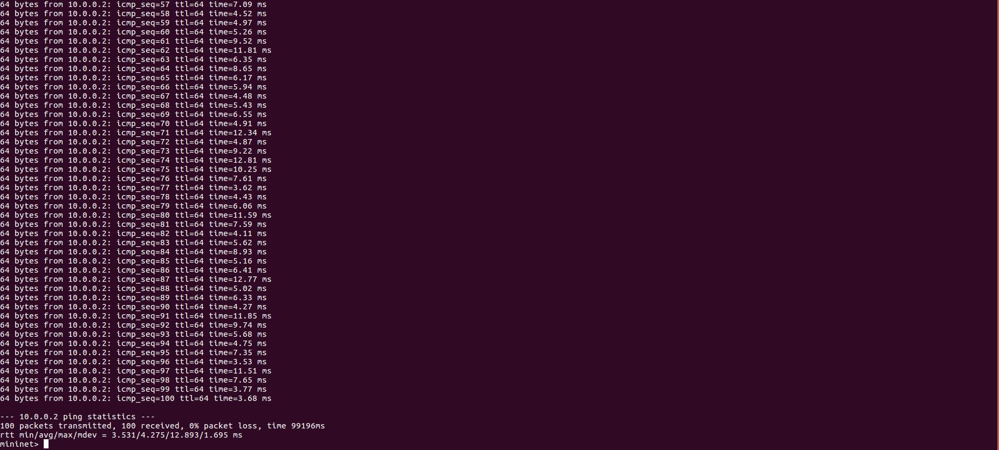 64 bytes from 10.0.0.2: icmp_seq=57 ttl=64 time=7.09 ms
64 bytes from 10.0.0.2: icmp_seq=58 ttl=64 time=4.52 ms
64 bytes from 10.0.0.2: icmp_seq=59 ttl=64 time=4.97 ms
64 bytes from 10.0.0.2: icmp_seq=60 ttl=64 time=5.26 ms
64 bytes from 10.0.0.2: icmp_seq=61 ttl=64 time=9.52 ms
64 bytes from 10.0.0.2: icmp_seq=62 ttl=64 time=11.81 ms
64 bytes from 10.0.0.2: icmp_seq=63 ttl=64 time=6.35 ms
64 bytes from 10.0.0.2: icmp_seq=64 ttl=64 time=8.65 ms
64 bytes from 10.0.0.2: icmp_seq=65 ttl=64 time=6.17 ms
64 bytes from 10.0.0.2: icmp_seq=66 ttl=64 time=5.94 ms
64 bytes from 10.0.0.2: icmp_seq=67 ttl=64 time=4.48 ms
64 bytes from 10.0.0.2: icmp_seq=68 ttl=64 time=5.43 ms
64 bytes from 10.0.0.2: icmp_seq=69 ttl=64 time=6.55 ms
64 bytes from 10.0.0.2: icmp_seq=70 ttl=64 time=4.91 ms
64 bytes from 10.0.0.2: icmp_seq=71 ttl=64 time=12.34 ms
64 bytes from 10.0.0.2: icmp_seq=72 ttl=64 time=4.87 ms
64 bytes from 10.0.0.2: icmp_seq=73 ttl=64 time=9.22 ms
64 bytes from 10.0.0.2: icmp_seq=74 ttl=64 time=12.81 ms
64 bytes from 10.0.0.2: icmp_seq=75 ttl=64 time=10.25 ms
64 bytes from 10.0.0.2: icmp_seq=76 ttl=64 time=7.61 ms
64 bytes from 10.0.0.2: icmp_seq=77 ttl=64 time=3.62 ms
64 bytes from 10.0.0.2: icmp_seq=78 ttl=64 time=4.43 ms
64 bytes from 10.0.0.2: icmp_seq=79 ttl=64 time=6.06 ms
64 bytes from 10.0.0.2: icmp_seq=80 ttl=64 time=11.59 ms
64 bytes from 10.0.0.2: icmp_seq=81 ttl=64 time=7.59 ms
64 bytes from 10.0.0.2: icmp_seq=82 ttl=64 time=4.11 ms
64 bytes from 10.0.0.2: icmp_seq=83 ttl=64 time=5.62 ms
64 bytes from 10.0.0.2: icmp_seq=84 ttl=64 time=8.93 ms
64 bytes from 10.0.0.2: icmp_seq=85 ttl=64 time=5.16 ms
64 bytes from 10.0.0.2: icmp_seq=86 ttl=64 time=6.41 ms
64 bytes from 10.0.0.2: icmp_seq=87 ttl=64 time=12.77 ms
64 bytes from 10.0.0.2: icmp_seq=88 ttl=64 time=5.02 ms
64 bytes from 10.0.0.2: icmp_seq=89 ttl=64 time=6.33 ms
64 bytes from 10.0.0.2: icmp_seq=90 ttl=64 time=4.27 ms
64 bytes from 10.0.0.2: icmp_seq=91 ttl=64 time=11.85 ms
64 bytes from 10.0.0.2: icmp_seq=92 ttl=64 time=9.74 ms
64 bytes from 10.0.0.2: icmp_seq=93 ttl=64 time=5.68 ms
64 bytes from 10.0.0.2: icmp_seq=94 ttl=64 time=4.75 ms
64 bytes from 10.0.0.2: icmp_seq=95 ttl=64 time=7.35 ms
64 bytes from 10.0.0.2: icmp_seq=96 ttl=64 time=3.53 ms
64 bytes from 10.0.0.2: icmp_seq=97 ttl=64 time=11.51 ms
64 bytes from 10.0.0.2: icmp_seq=98 ttl=64 time=7.65 ms
64 bytes from 10.0.0.2: icmp_seq=99 ttl=64 time=3.77 ms
64 bytes from 10.0.0.2: icmp_seq=100 ttl=64 time=3.68 ms
--- 10.0.0.2 ping statistics ---
100 packets transmitted, 100 received, 0% packet loss, time 99196ms
rtt min/avg/max/mdev = 3.531/4.275/12.893/1.695 ms
mininet>